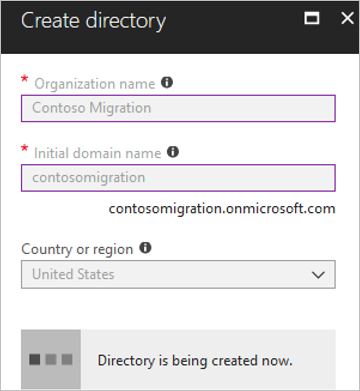 Create directory
* Organization name
Contoso Migration
* Initial domain name
contosomigration
contosomigration.onmicrosoft.com
Country or region
United States
Directory is being created now.